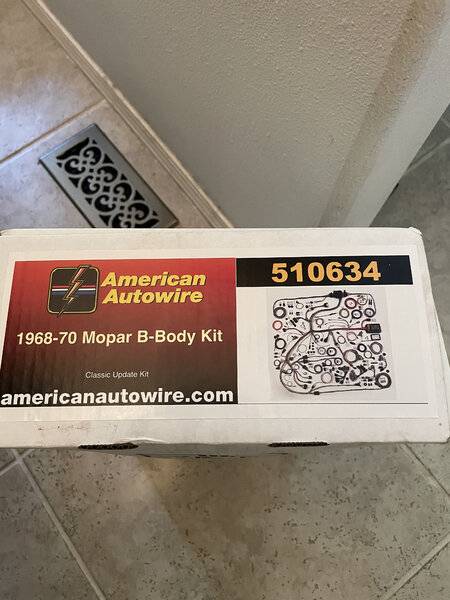 American
Autowire
510634
1968-70 Mopar B-Body Kit
Classic Update Kit
americanautowire.com